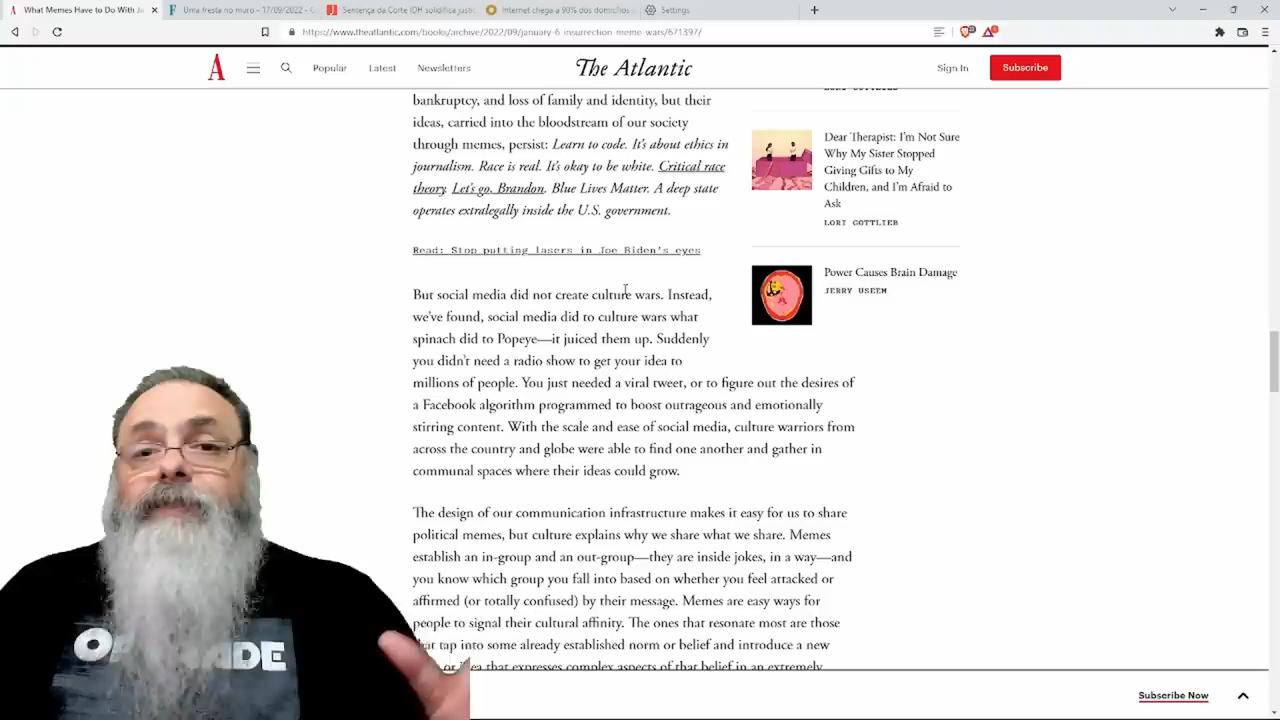 What Memes Have to Do With J
Uma fresta no muro - 17/09/2022 - C
Sentença da Corte IDH solidifica
Internet chega a 90% dos domicílios
Settings
https://www.theatlantic.com/books/archive/2022/09/january-6-insurrection-meme-wars/671397/
Popular
Latest
Newsletters
The Atlantic
Sign In
Subscribe
bankruptcy, and loss of family and identity, but their
ideas, carried into the bloodstream of our society
through memes, persist: Learn to code. It's about ethics in
journalism. Race is real. It's okay to be white. Critical race
theory. Let's go, Brandon. Blue Lives Matter. A deep state
operates extralegally inside the U.S. government.
Read: Stop putting lasers in Joe Biden's eyes
But social media did not create culture wars. Instead,
we've found, social media did to culture wars what
spinach did to Popeye—it juiced them up. Suddenly
you didn't need a radio show to get your idea to
millions of people. You just needed a viral tweet, or to figure out the desires of
a Facebook algorithm programmed to boost outrageous and emotionally
stirring content. With the scale and ease of social media, culture warriors from
across the country and globe were able to find one another and gather in
communal spaces where their ideas could grow.
The design of our communication infrastructure makes it easy for us to share
political memes, but culture explains why we share what we share. Memes
establish an in-group and an out-group—they are inside jokes, in a way—and
you know which group you fall into based on whether you feel attacked or
affirmed (or totally confused) by their message. Memes are easy ways for
people to signal their cultural affinity. The ones that resonate most are those
that tap into some already established norm or belief and introduce a new
or idea that expresses complex aspects of that belief in an extremely
LORI GOTTLIEB
Dear Therapist: I'm Not Sure
Why My Sister Stopped
Giving Gifts to My
Children, and I'm Afraid to
Ask
LORI GOTTLIEB
Power Causes Brain Damage
JERRY USEEM
Subscribe Now